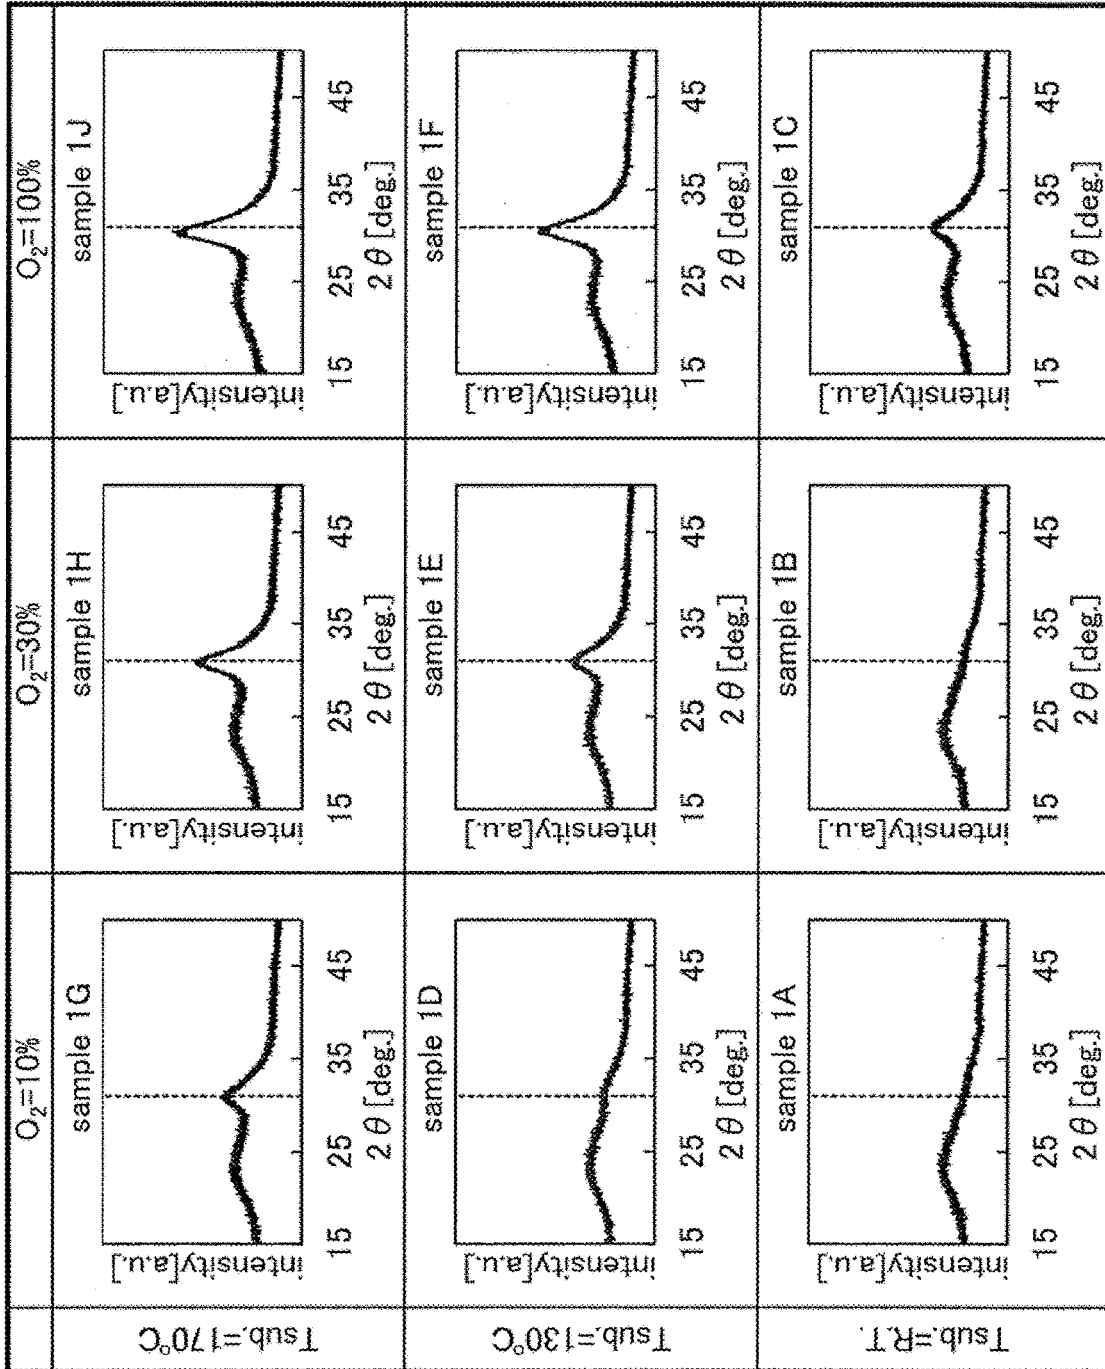 O₂=10%
O₂=30%
O₂=100%
Tsub.=170°C
sample 1G
intensity[a.u.]
15 25 35 45
2θ[deg.]
sample 1H
intensity[a.u.]
15 25 35 45
2θ[deg.]
sample 1J
intensity[a.u.]
15 25 35 45
2θ[deg.]
Tsub.=130°C
sample 1D
intensity[a.u.]
15 25 35 45
2θ[deg.]
sample 1E
intensity[a.u.]
15 25 35 45
2θ[deg.]
sample 1F
intensity[a.u.]
15 25 35 45
2θ[deg.]
Tsub.=R.T.
sample 1A
intensity[a.u.]
15 25 35 45
2θ[deg.]
sample 1B
intensity[a.u.]
15 25 35 45
2θ[deg.]
sample 1C
intensity[a.u.]
15 25 35 45
2θ[deg.]